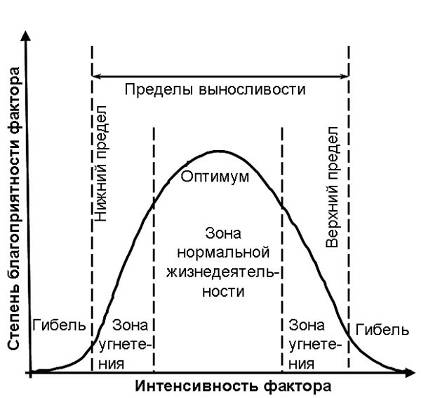 Степень благоприятности фактора
Пределы выносливости
Нижний предел
Верхний предел
Оптимум
Зона
нормальной
жизнедеятель-
ности
Гибель
Зона
угнете-
ния
Зона
угнете-
ния
Гибель
Интенсивность фактора